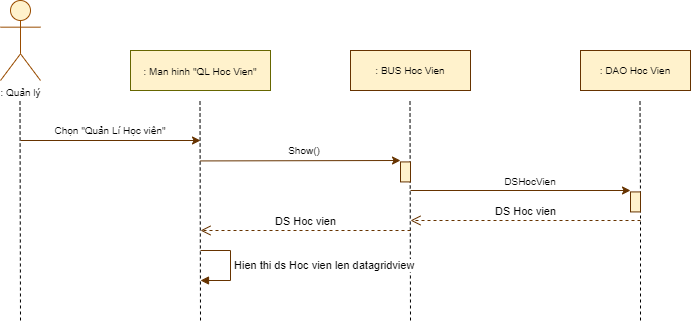 : Man hinh "QL Hoc Vien"
: BUS Hoc Vien
: DAO Hoc Vien
: Quản lý
Chọn "Quản Lí Học viên"
Show()
DSHocVien
DS Hoc vien
DS Hoc vien
Hien thi ds Hoc vien len datagridview